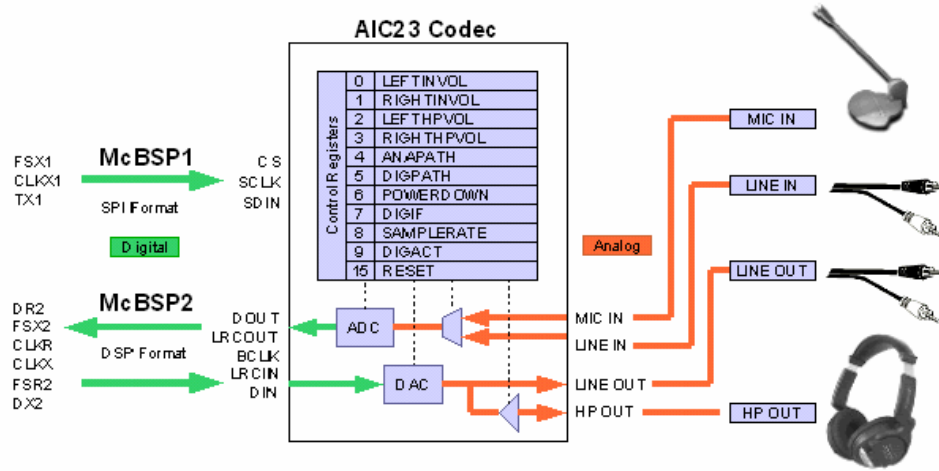 AIC23 Codec
Control Registers
0 LEFTINVOL
1 RIGHTINVOL
2 LEFTHPVOL
3 RIGHTHPVOL
4 ANAPATH
5 DIGPATH
6 POWERDOWN
7 DIGIF
8 SAMPLERATE
9 DIGACT
15 RESET
McBSP1
FSX1
CLKX1
TX1
SPI Format
CS
SCLK
SDIN
Digital
Analog
MIC IN
LINE IN
LINE OUT
McBSP2
DR2
FSX2
CLKR
CLKX
FSR2
DX2
DSP Format
DOUT
LRCOUT
BCLK
LRCIN
DIN
ADC
DAC
MIC IN
LINE IN
LINE OUT
HP OUT
HP OUT